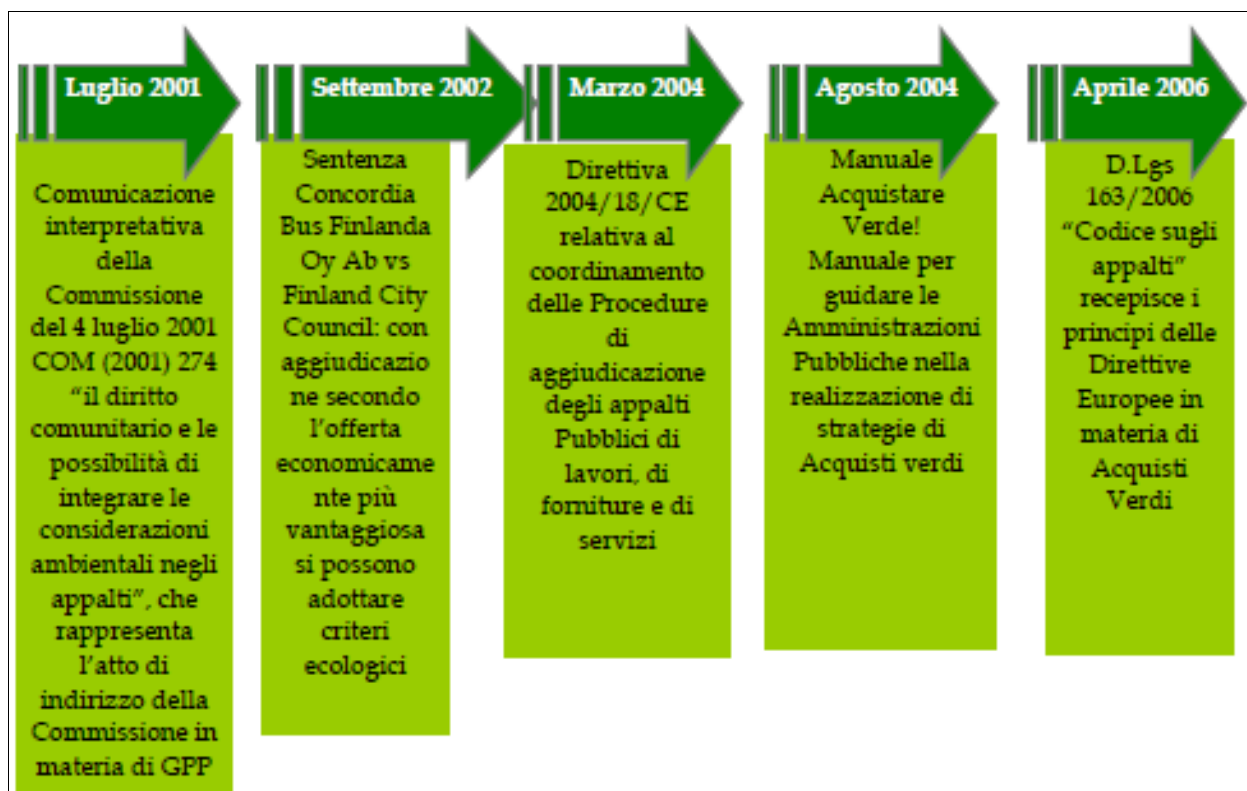 Luglio 2001
Comunicazione
interpretativa
della
Commissione
del 4 luglio 2001
COM (2001) 274
“il diritto
comunitario e le
possibilità di
integrare le
considerazioni
ambientali negli
appalti”, che
rappresenta
l’atto di
indirizzo della
Commissione in
materia di GPP
Settembre 2002
Sentenza
Concordia
Bus Finlanda
Oy Ab vs
Finland City
Council: con
aggiudicazio
ne secondo
l’offerta
economicame
nte più
vantaggiosa
si possono
adottare
criteri
ecologici
Marzo 2004
Direttiva
2004/18/CE
relativa al
coordinamento
delle Procedure
di
aggiudicazione
degli appalti
Pubblici di
lavori, di
forniture e di
servizi
Agosto 2004
Manuale
Acquistare
Verde!
Manuale per
guidare le
Amministrazioni
Pubbliche nella
realizzazione di
strategie di
Acquisti verdi
Aprile 2006
D.Lgs
163/2006
“Codice sugli
appalti”
recepisce i
principi delle
Direttive
Europee in
materia di
Acquisti
Verdi